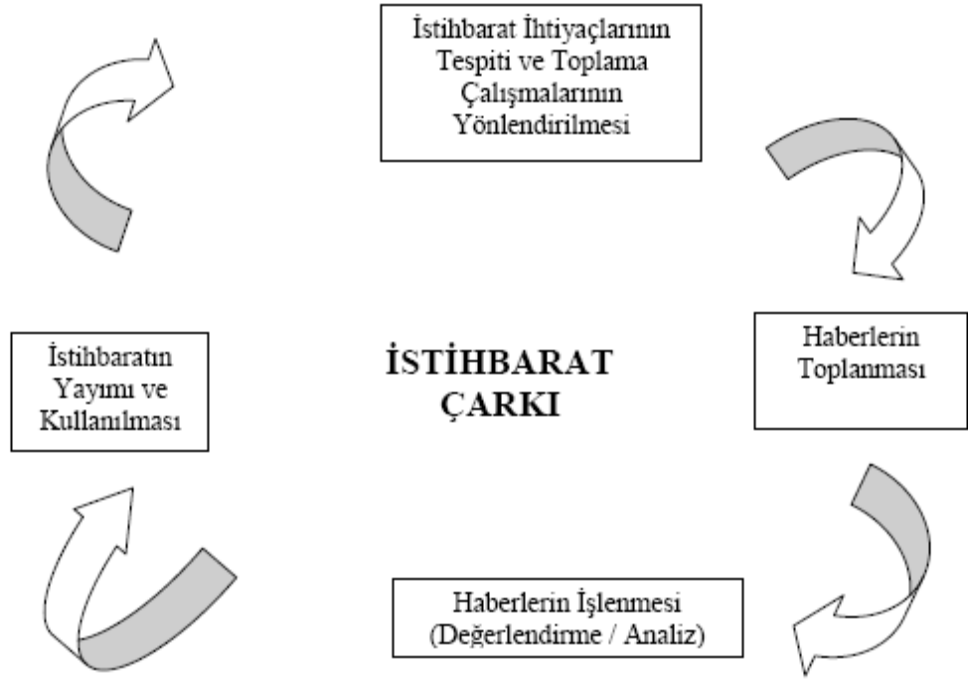 İstihbarat İhtiyaçlarının
Tespiti ve Toplama
Çalışmalarının
Yönlendirilmesi
Haberlerin
Toplanması
İstihbaratın
Yayımı ve
Kullanılması
İSTİHBARAT
ÇARKI
Haberlerin İşlenmesi
(Değerlendirme / Analiz)